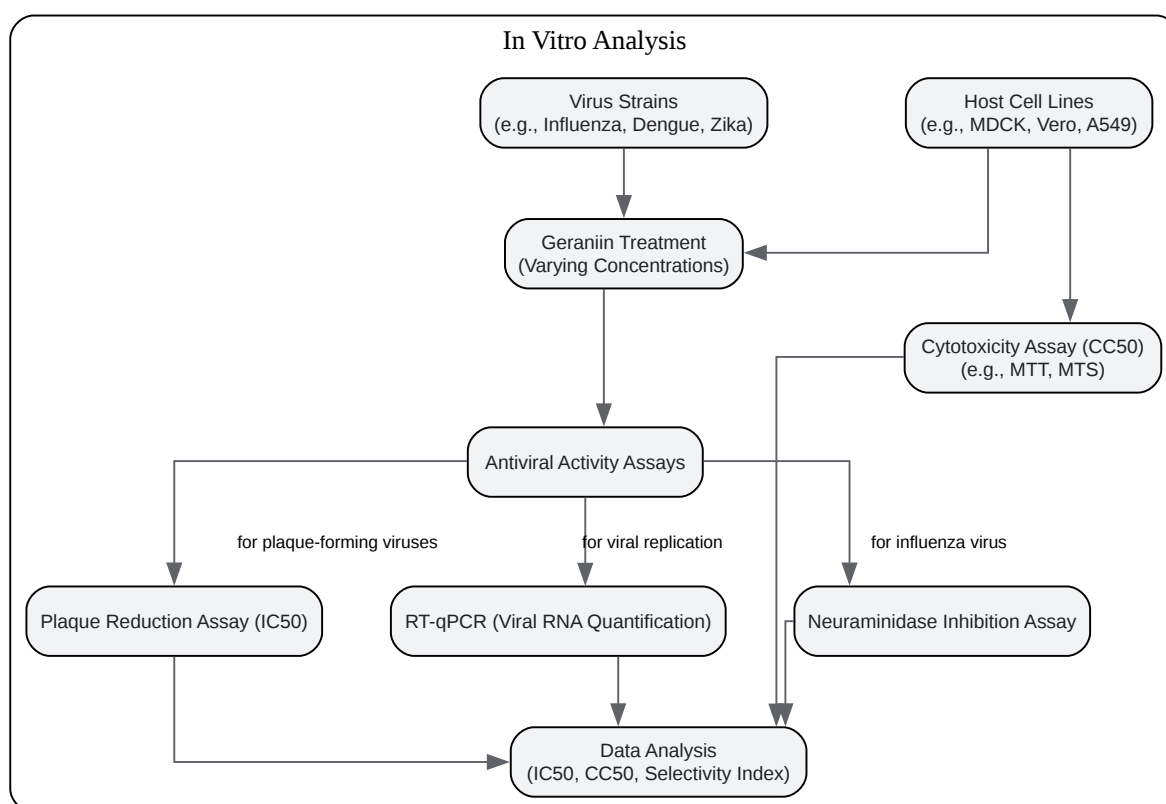 In Vitro Analysis
Virus Strains
(e.g., Influenza, Dengue, Zika)
Host Cell Lines
(e.g., MDCK, Vero, A549)
Geraniin Treatment
(Varying Concentrations)
Cytotoxicity Assay (CC50)
(e.g., MTT, MTS)
Antiviral Activity Assays
for plaque-forming viruses
for viral replication
for influenza virus
Plaque Reduction Assay (IC50)
RT-qPCR (Viral RNA Quantification)
Neuraminidase Inhibition Assay
Data Analysis
(IC50, CC50, Selectivity Index)